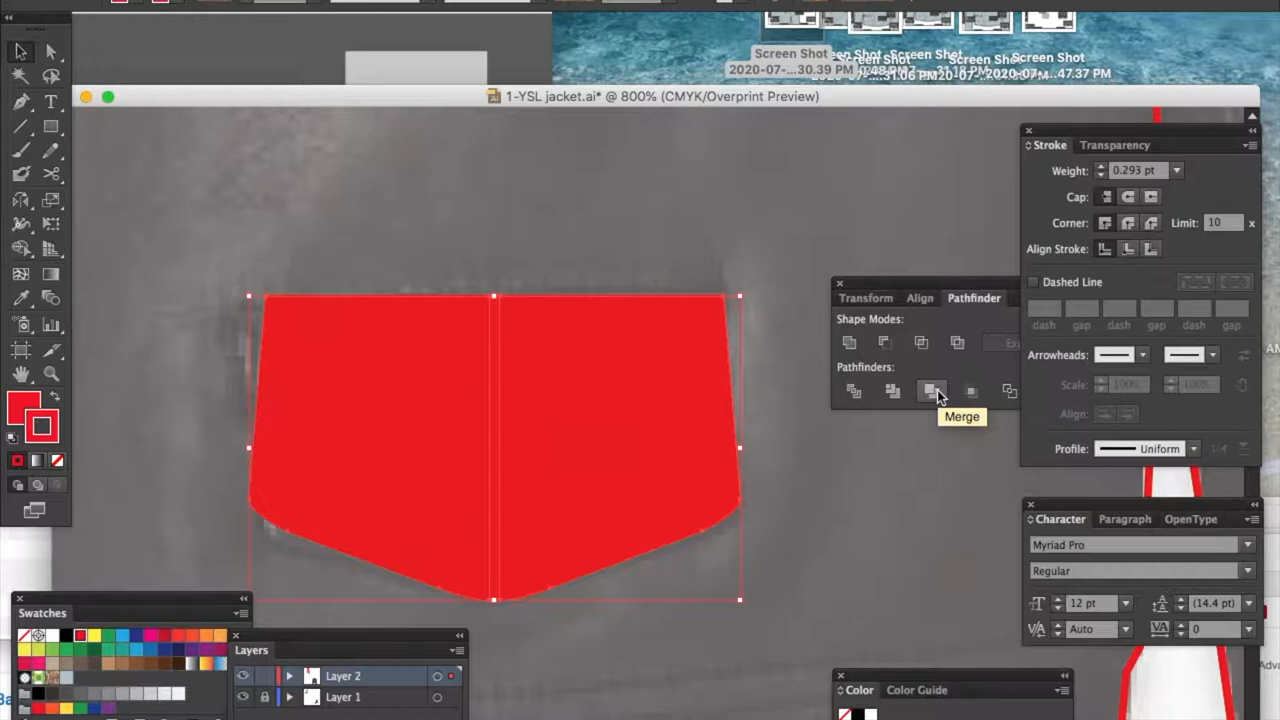 Screen Shot
Screen Shot
Screen Shot
2020-07-...30.39 PM
2020-07-...47.37 PM
1-YSL jacket.ai* @ 800% (CMYK/Overprint Preview)
Stroke
Transparency
Weight:
0.293 pt
Cap:
Corner:
Limit:
10
x
Align Stroke:
Dashed Line
dash
gap
dash
gap
dash
gap
Arrowheads:
Scale:
100%
100%
Align:
Profile:
Uniform
Transform
Align
Pathfinder
Shape Modes:
Pathfinders:
Merge
Character
Paragraph
OpenType
Myriad Pro
Regular
12 pt
(14.4 pt)
Auto
0
Swatches
Layers
Layer 2
Layer 1
Color
Color Guide